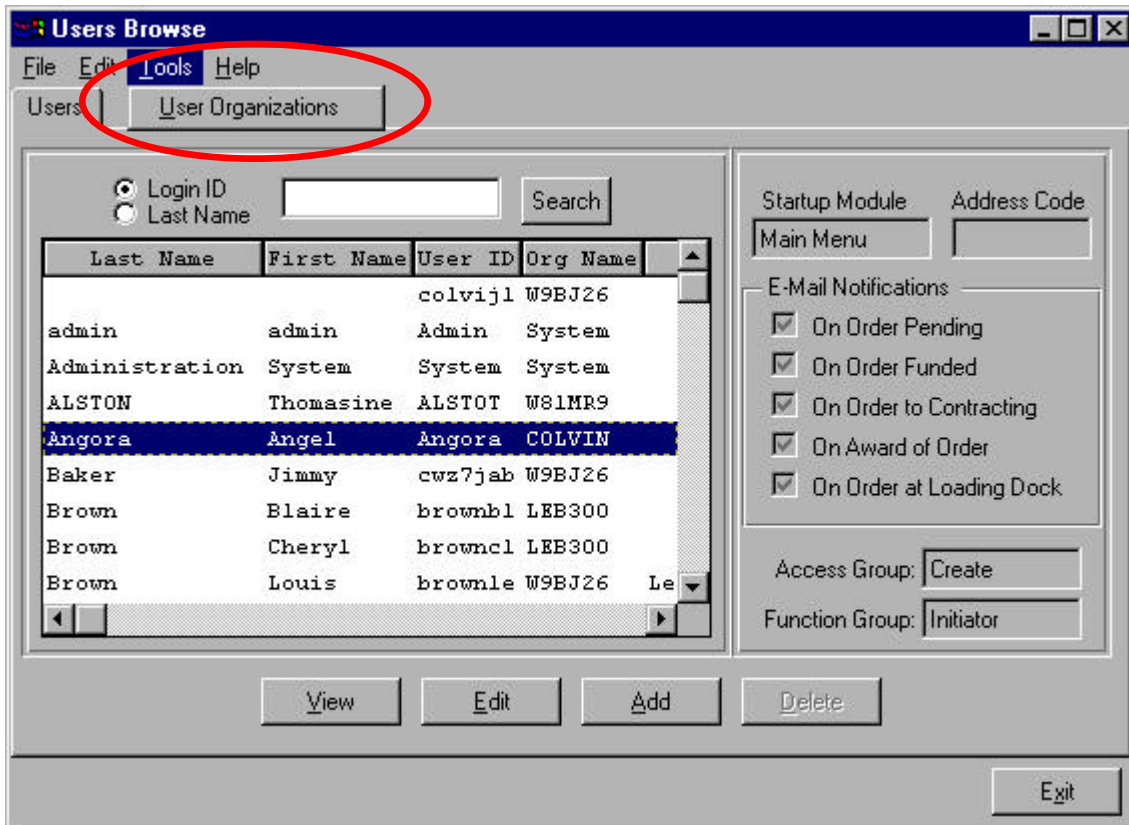 Users Browse
File Edit Tools Help
Users User Organizations
Login ID
Last Name
Search
Startup Module Address Code
Main Menu
Last Name First Name User ID Org Name
colvijl W9BJ26
admin admin Admin System
Administration System System System
ALSTON Thomasine ALSTOT W81MR9
Angora Angel Angora COLVIN
Baker Jimmy cwz7jab W9BJ26
Brown Blaire brownbl LEB300
Brown Cheryl browncl LEB300
Brown Louis brownle W9BJ26 Le
E-Mail Notifications
On Order Pending
On Order Funded
On Order to Contracting
On Award of Order
On Order at Loading Dock
Access Group: Create
Function Group: Initiator
View Edit Add Delete
Exit